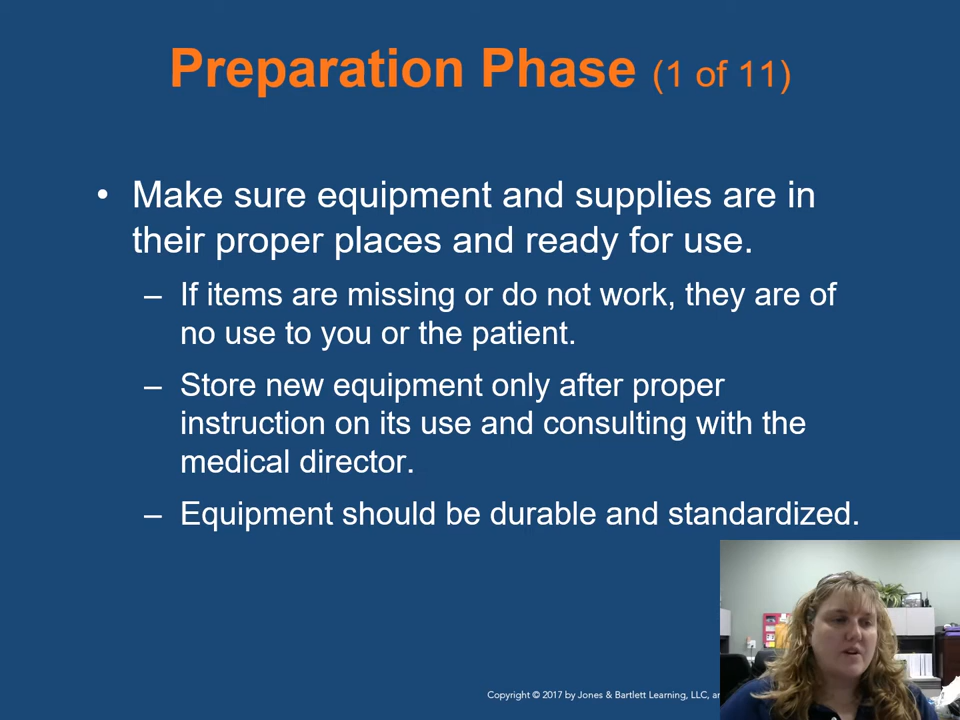 Preparation Phase (1 of 11)
• Make sure equipment and supplies are in
their proper places and ready for use.
– If items are missing or do not work, they are of
no use to you or the patient.
– Store new equipment only after proper
instruction on its use and consulting with the
medical director.
– Equipment should be durable and standardized.
Copyright © 2017 by Jones & Bartlett Learning, LLC,